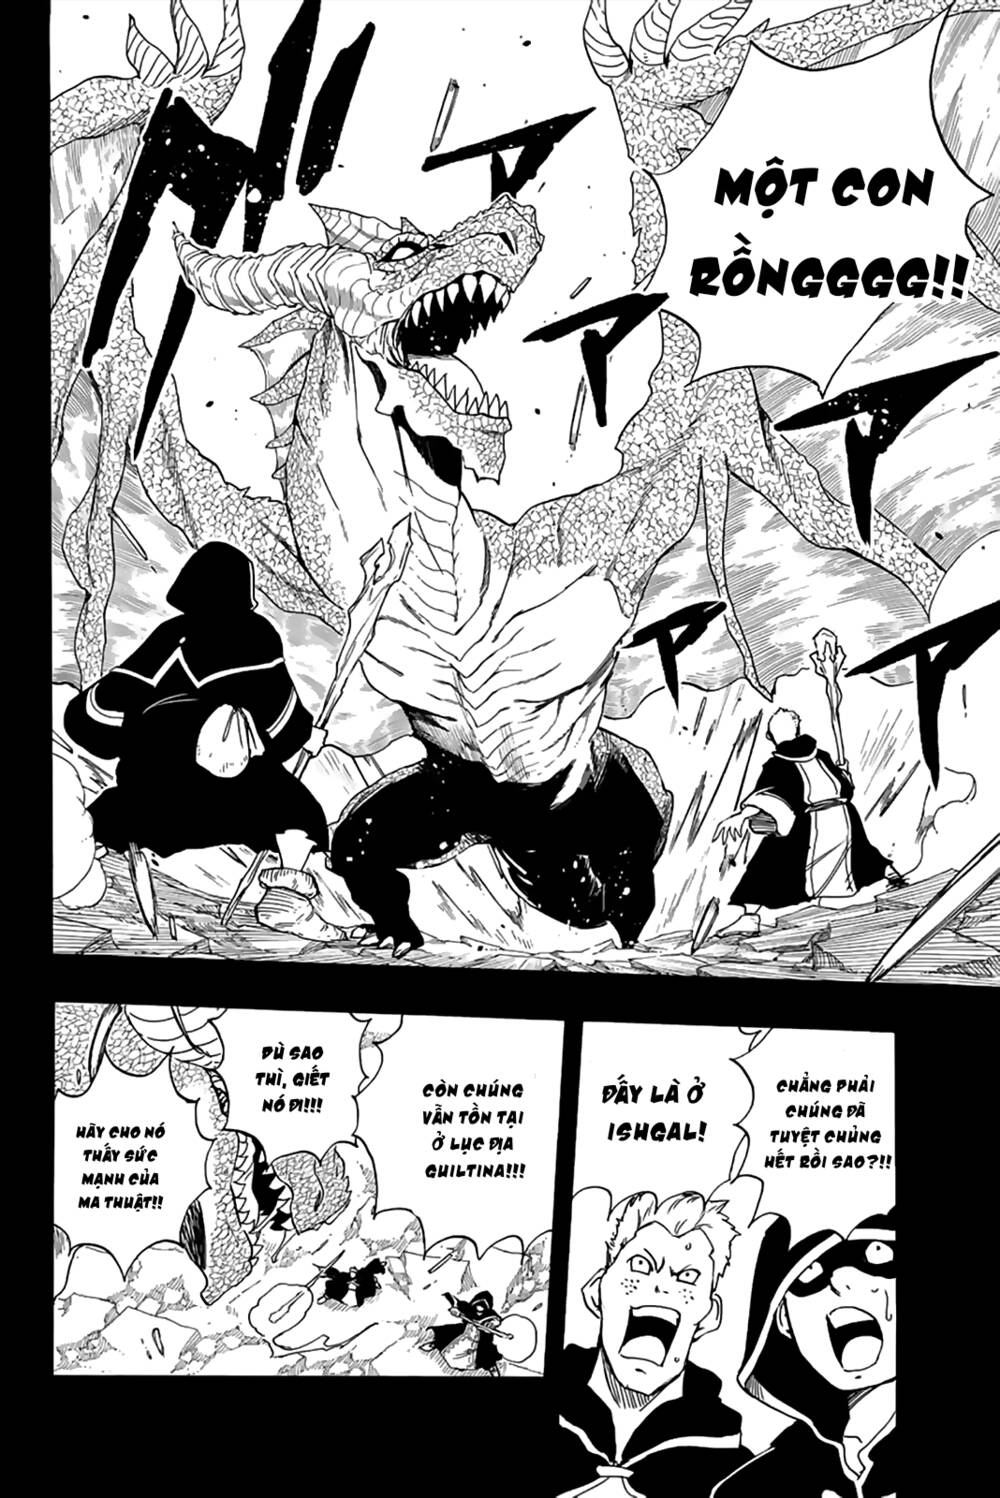 MỘT CON
RỒNGGGG!!
CHẲNG PHẢI
CHÚNG ĐÃ
TUYỆT CHỦNG
HẾT RỒI SAO?!!
ĐẤY LÀ Ở
ISHGAL!
CÒN CHÚNG
VẪN TỒN TẠI
Ở LỤC ĐỊA
GUILTINA!!!
DÙ SAO
THÌ, GIẾT
NÓ ĐI!!!
HÃY CHO NÓ
THẤY SỨC
MẠNH CỦA
MA THUẬT!!